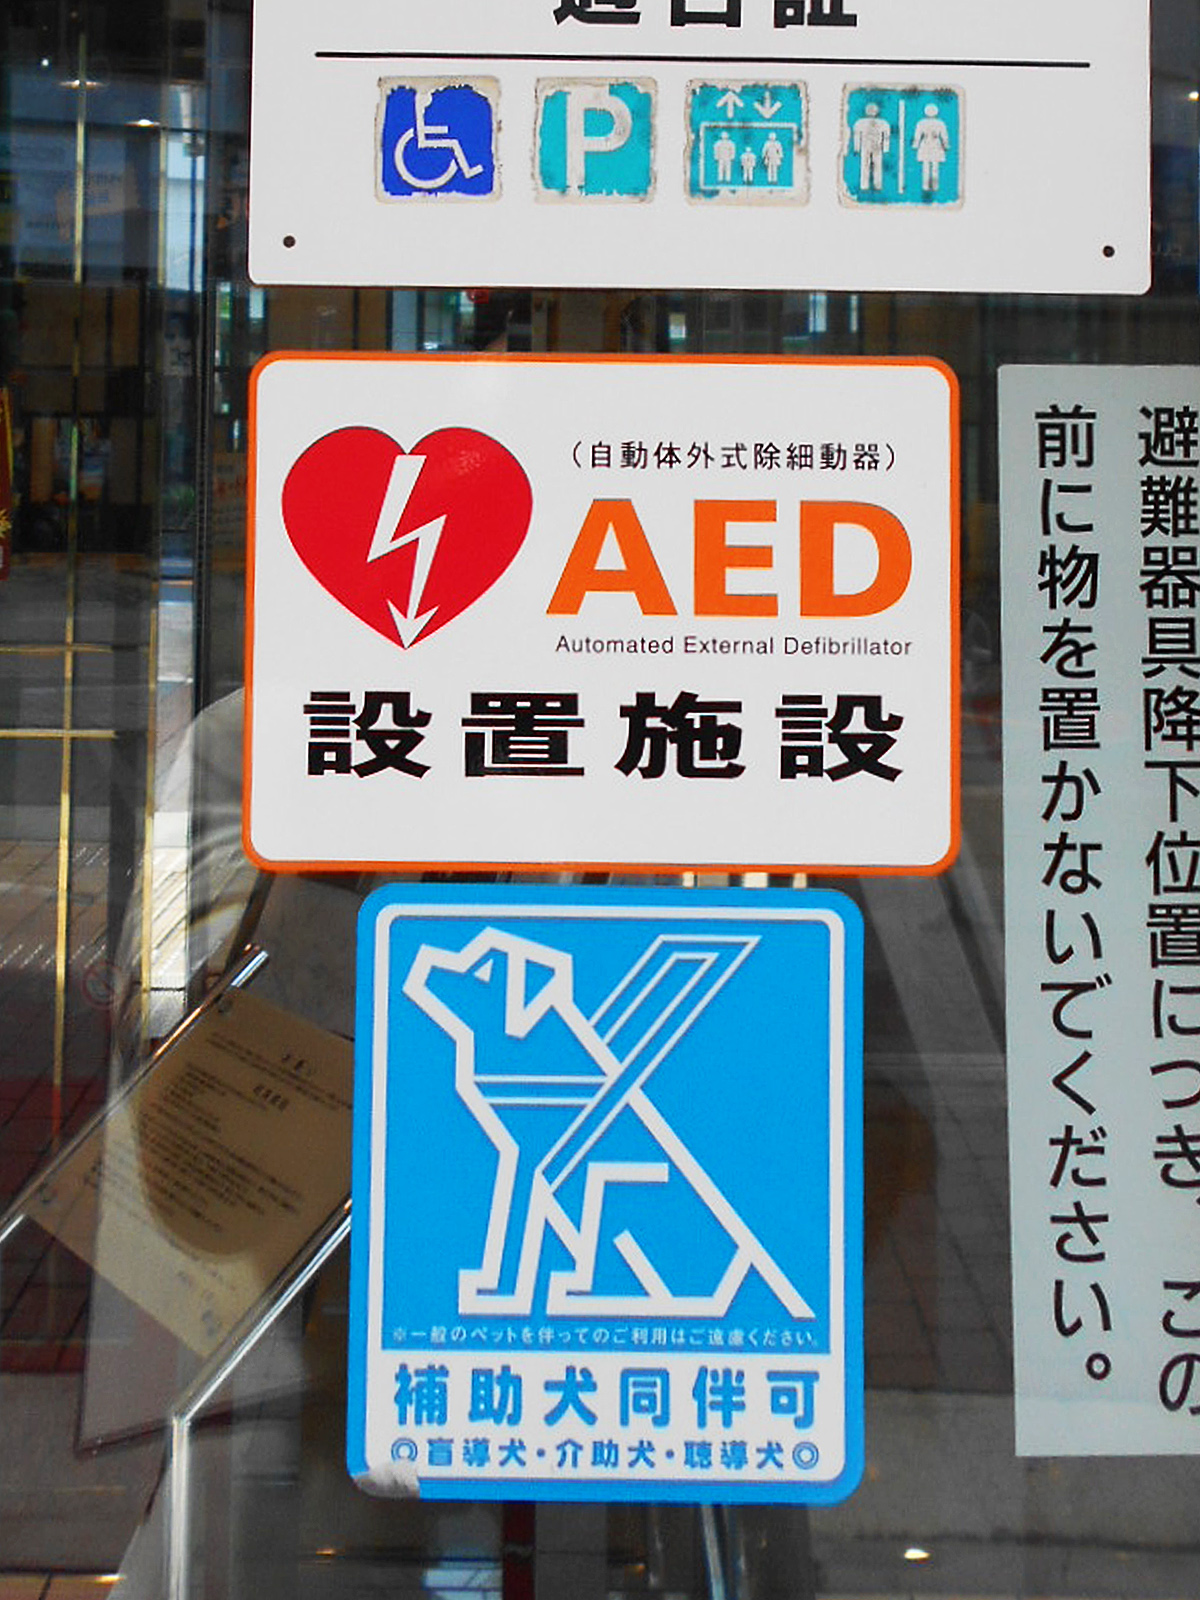 適合証
P
(自動体外式除細動器)
AED
Automated External Defibrillator
設置施設
避難器具降下位置につき、この
前に物を置かないでください。
※一般のペットを伴ってのご利用はご遠慮ください。
補助犬同伴可
◎盲導犬・介助犬・聴導犬◎